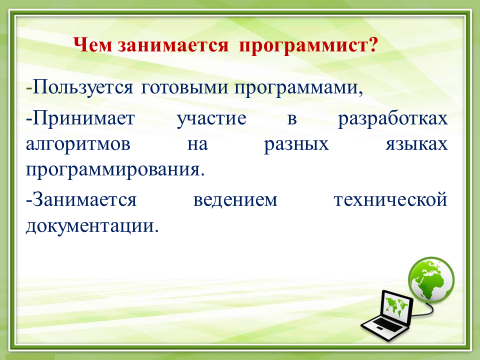 Чем занимается программист?
-Пользуется готовыми программами,
-Принимает участие в разработках
алгоритмов на разных языках
программирования.
-Занимается ведением технической
документации.